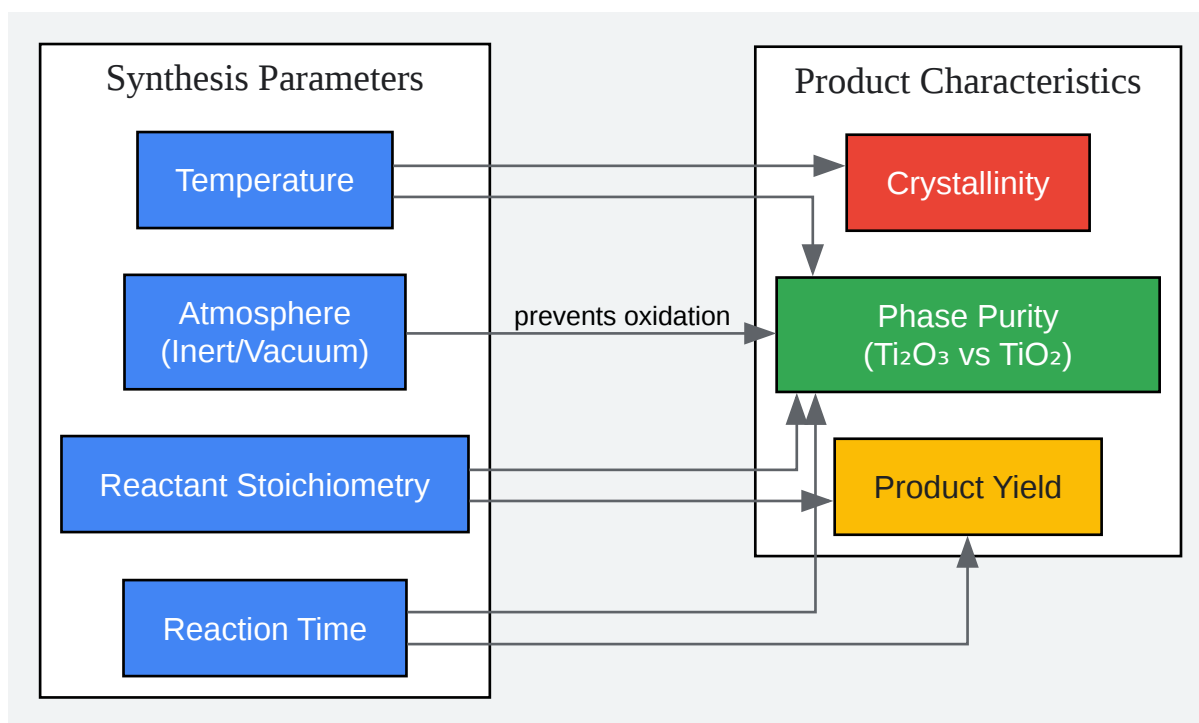 Synthesis Parameters
Temperature
Atmosphere
(Inert/Vacuum)
Reactant Stoichiometry
Reaction Time
prevents oxidation
Product Characteristics
Crystallinity
Phase Purity
(Ti₂O₃ vs TiO₂)
Product Yield